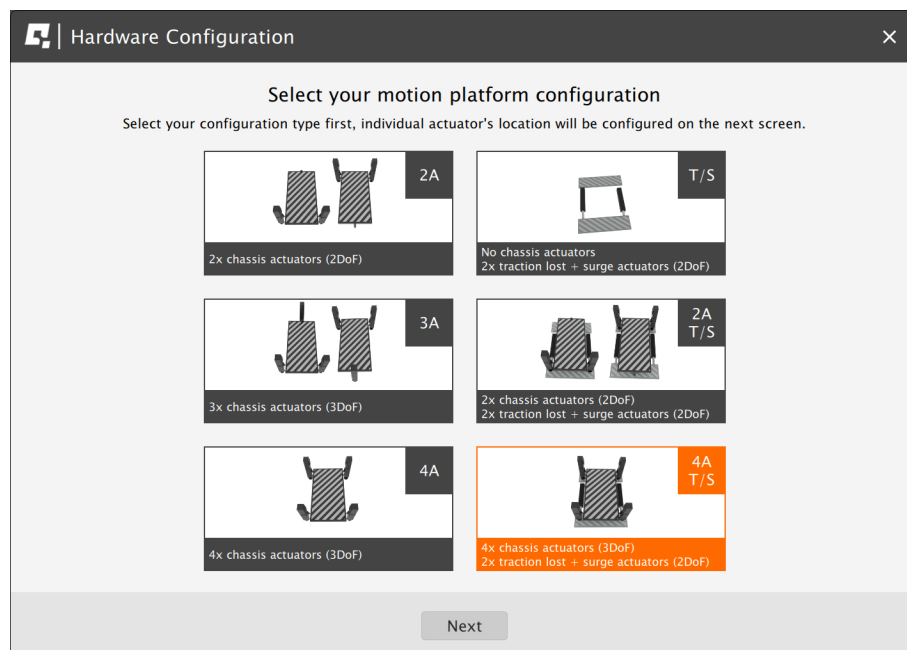 Hardware Configuration
Select your motion platform configuration
Select your configuration type first, individual actuator's location will be configured on the next screen.
2A
2x chassis actuators (2DoF)
T/S
No chassis actuators
2x traction lost + surge actuators (2DoF)
3A
3x chassis actuators (3DoF)
2A
T/S
2x chassis actuators (2DoF)
2x traction lost + surge actuators (2DoF)
4A
4x chassis actuators (3DoF)
4A
T/S
4x chassis actuators (3DoF)
2x traction lost + surge actuators (2DoF)
Next